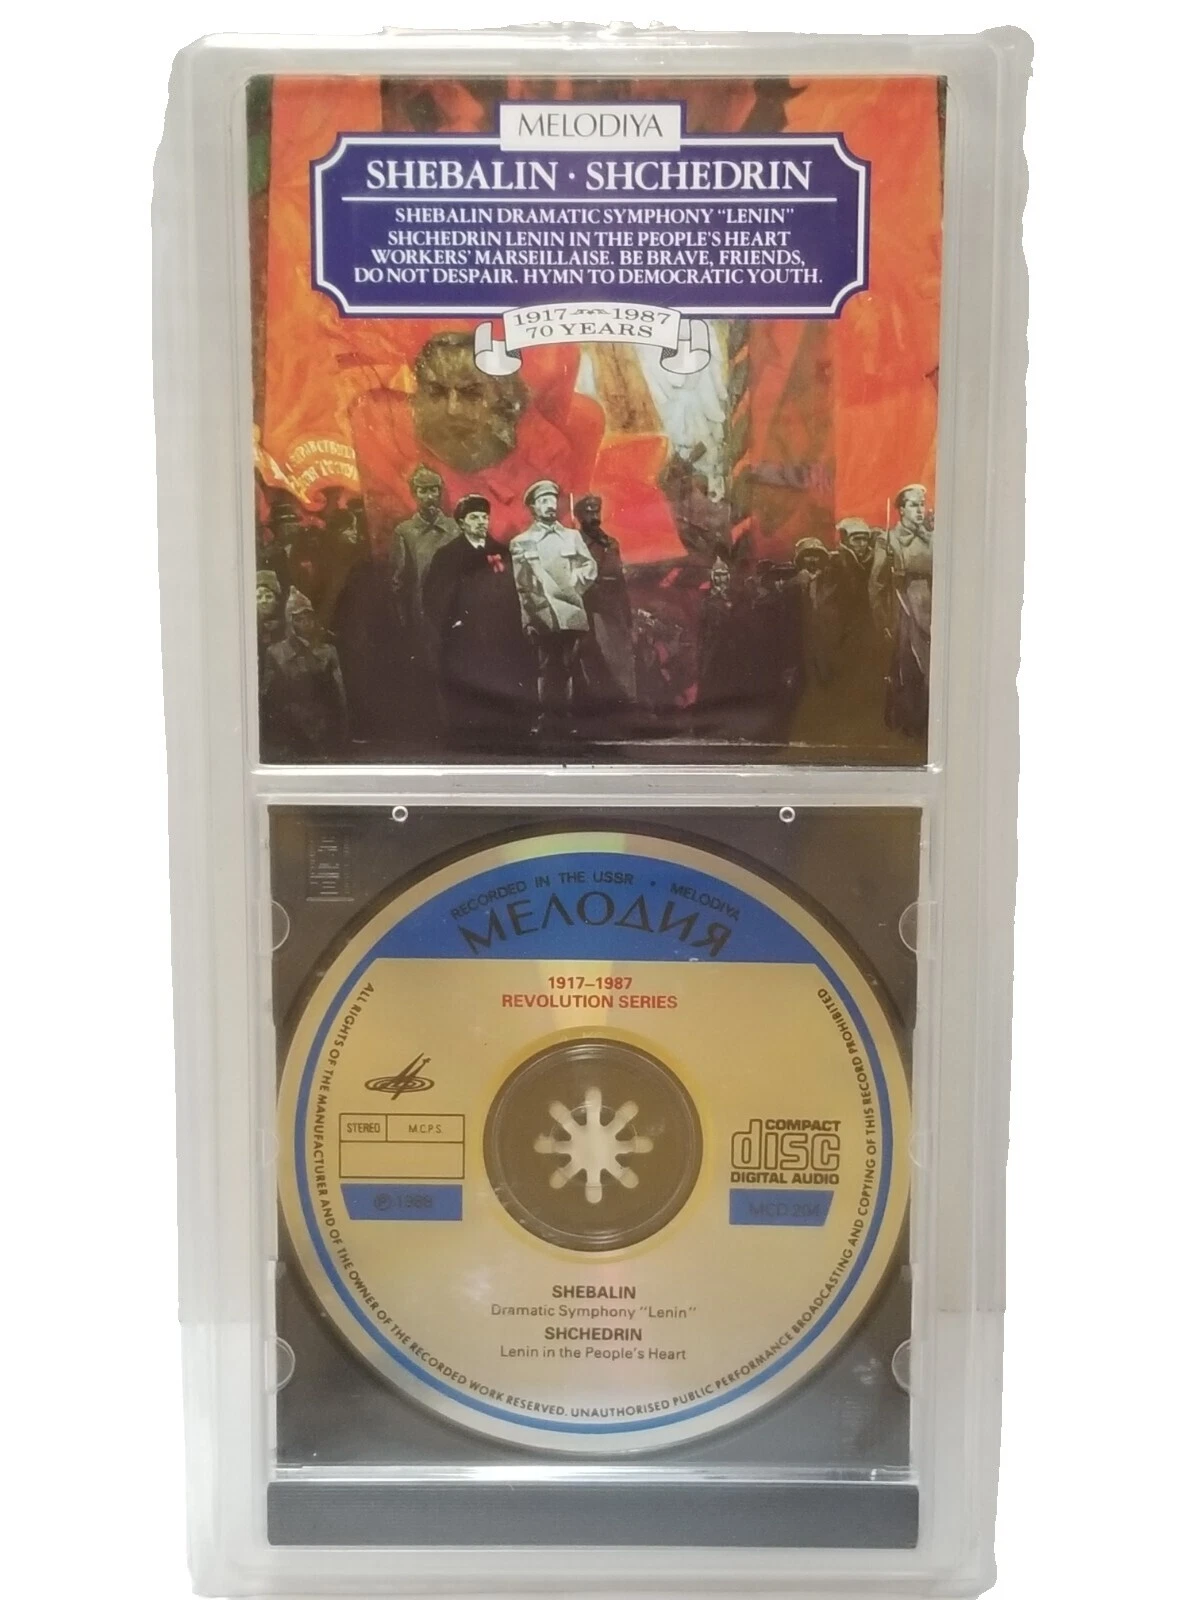 MELODIYA
SHEBALIN · SHCHEDRIN
SHEBALIN DRAMATIC SYMPHONY "LENIN"
SHCHEDRIN LENIN IN THE PEOPLE'S HEART
WORKERS' MARSEILLAISE. BE BRAVE, FRIENDS,
DO NOT DESPAIR. HYMN TO DEMOCRATIC YOUTH.
1917 1987
70 YEARS
RECORDED IN THE USSR · MELODIYA
МЕЛОДИЯ
1917–1987
REVOLUTION SERIES
ALL RIGHTS OF THE MANUFACTURER AND OF THE OWNER OF THE RECORDED WORK RESERVED. UNAUTHORISED PUBLIC PERFORMANCE BROADCASTING AND COPYING OF THIS RECORD PROHIBITED
STEREO M.C.P.S.
℗ 1988
COMPACT
disc
DIGITAL AUDIO
MCD 204
SHEBALIN
Dramatic Symphony "Lenin"
SHCHEDRIN
Lenin in the People's Heart